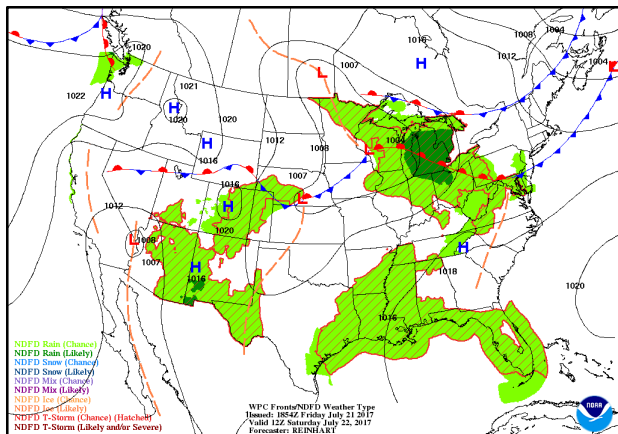 1016
1008
1004
1020
1012
1004
1007
L
H
L
1021
1022
H
H
1020
1020
H
1012
1008
1004
L
1016
1016
1007
1012
H
L
1020
L
1008
H
1007
H
1018
1016
1020
1016
NDFD Rain (Chance)
NDFD Rain (Likely)
NDFD Snow (Chance)
NDFD Snow (Likely)
NDFD Mix (Chance)
NDFD Mix (Likely)
NDFD Ice (Chance)
NDFD Ice (Likely)
NDFD T-Storm (Chance) (Hatched)
NDFD T-Storm (Likely and/or Severe)
WPC Fronts/NDFD Weather Type
Issued: 1854Z Friday July 21 2017
Valid 12Z Saturday July 22, 2017
Forecaster: REINHART
NOAA